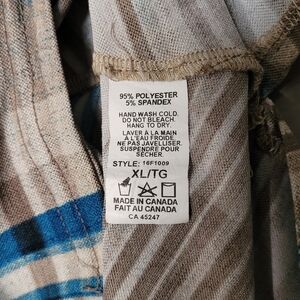 95% POLYESTER
5% SPANDEX
HAND WASH COLD.
DO NOT BLEACH.
HANG TO DRY.
LAVER À LA MAIN
À L'EAU FROIDE.
NE PAS JAVELLISER.
SUSPENDRE POUR
SÉCHER.
STYLE: 16F1009
XL/TG
MADE IN CANADA
FAIT AU CANADA
CA 45247